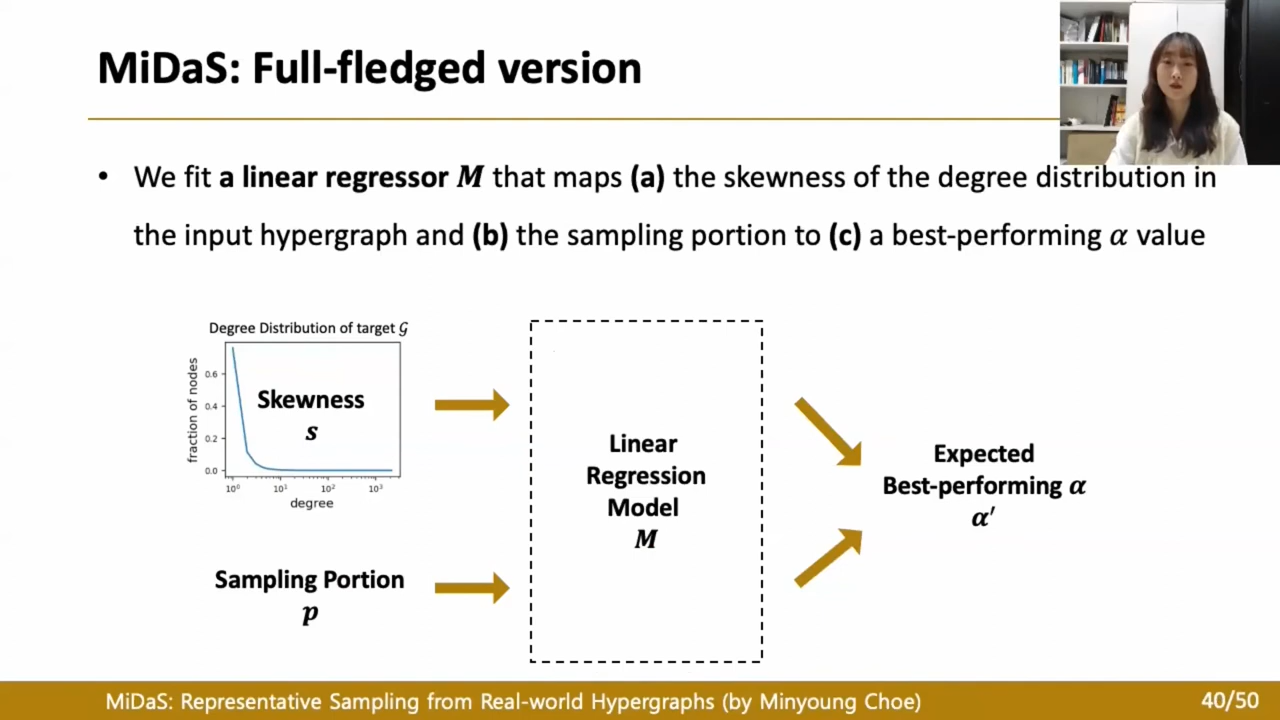 MiDaS: Full-fledged version
• We fit a linear regressor M that maps (a) the skewness of the degree distribution in
the input hypergraph and (b) the sampling portion to (c) a best-performing α value
Degree Distribution of target 𝒢
fraction of nodes
0.6
0.4
0.2
0.0
10⁰ 10¹ 10² 10³
degree
Skewness
s
Sampling Portion
p
Linear
Regression
Model
M
Expected
Best-performing α
α′
MiDaS: Representative Sampling from Real-world Hypergraphs (by Minyoung Choe)
40/50